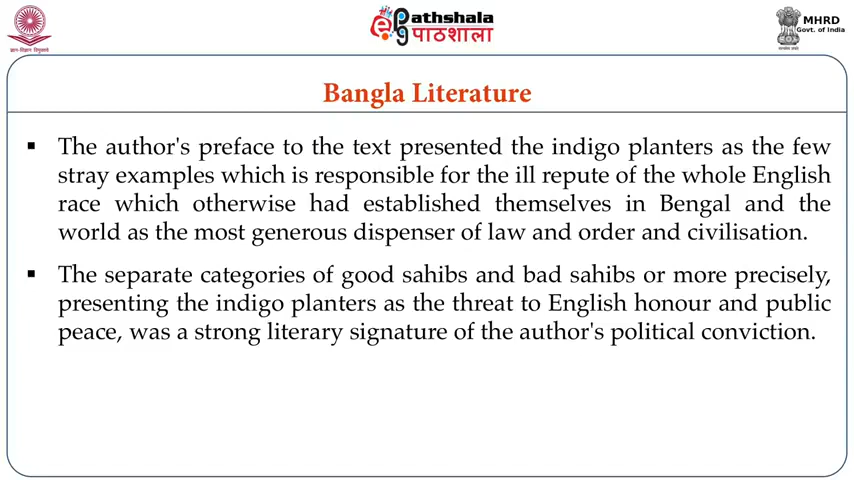 ज्ञान-विज्ञान विमुक्तये
ePathshala
पाठशाला
MHRD
Govt. of India
Bangla Literature
▪ The author's preface to the text presented the indigo planters as the few
stray examples which is responsible for the ill repute of the whole English
race which otherwise had established themselves in Bengal and the
world as the most generous dispenser of law and order and civilisation.
▪ The separate categories of good sahibs and bad sahibs or more precisely,
presenting the indigo planters as the threat to English honour and public
peace, was a strong literary signature of the author's political conviction.